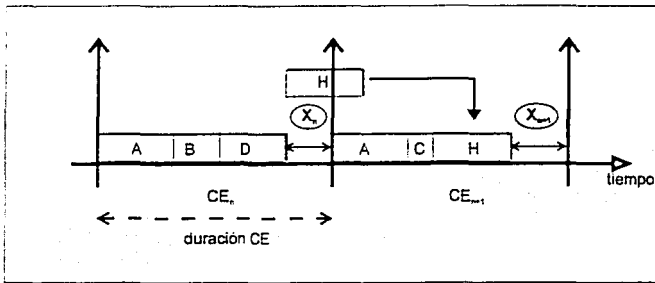 H
Xₙ
Xₙ₊₁
A B D A C H
tiempo
CEₙ CEₙ₊₁
duración CE